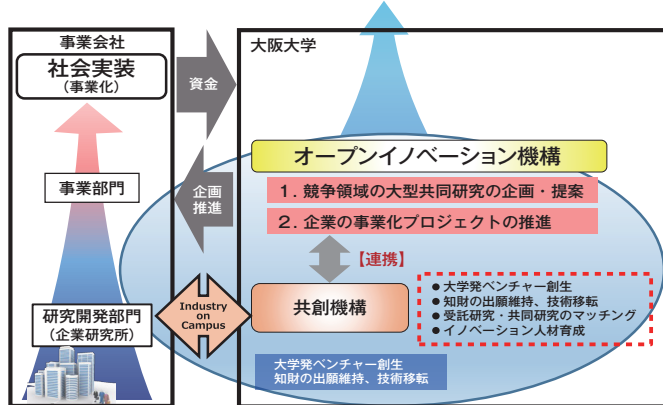 事業会社
社会実装
(事業化)
事業部門
研究開発部門
(企業研究所)
資金
企画
推進
Industry
on
Campus
大阪大学
オープンイノベーション機構
1. 競争領域の大型共同研究の企画・提案
2. 企業の事業化プロジェクトの推進
【連携】
共創機構
● 大学発ベンチャー創生
● 知財の出願維持、技術移転
● 受託研究・共同研究のマッチング
● イノベーション人材育成
大学発ベンチャー創生
知財の出願維持、技術移転